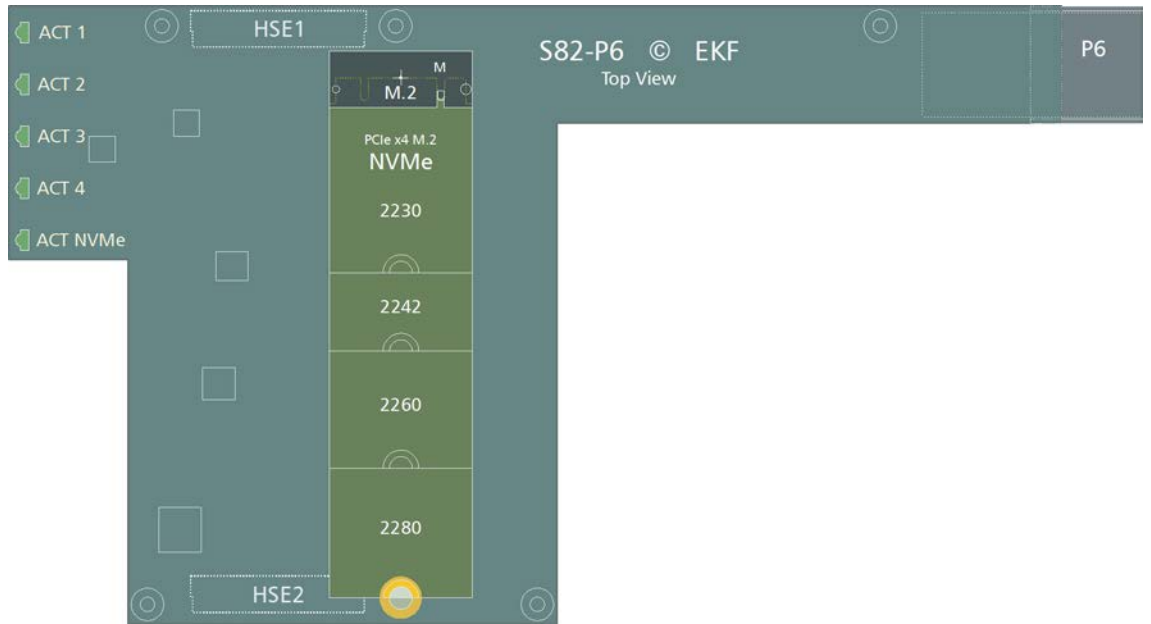 ACT 1
ACT 2
ACT 3
ACT 4
ACT NVMe
HSE1
M
M.2
PCIe x4 M.2
NVMe
2230
2242
2260
2280
HSE2
S82-P6 © EKF
Top View
P6